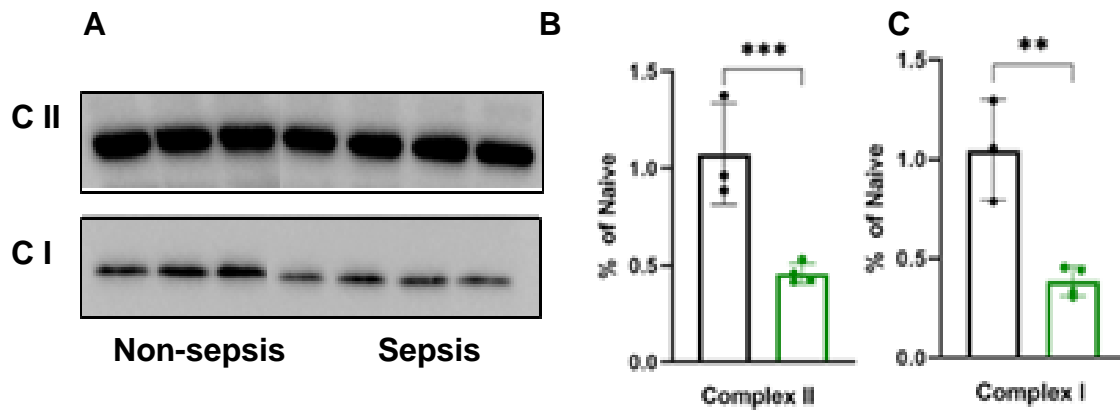 A
C II
C I
Non-sepsis
Sepsis
B
***
% of Naive
1.5
1.0
0.5
0.0
Complex II
C
**
% of Naive
1.5
1.0
0.5
0.0
Complex I